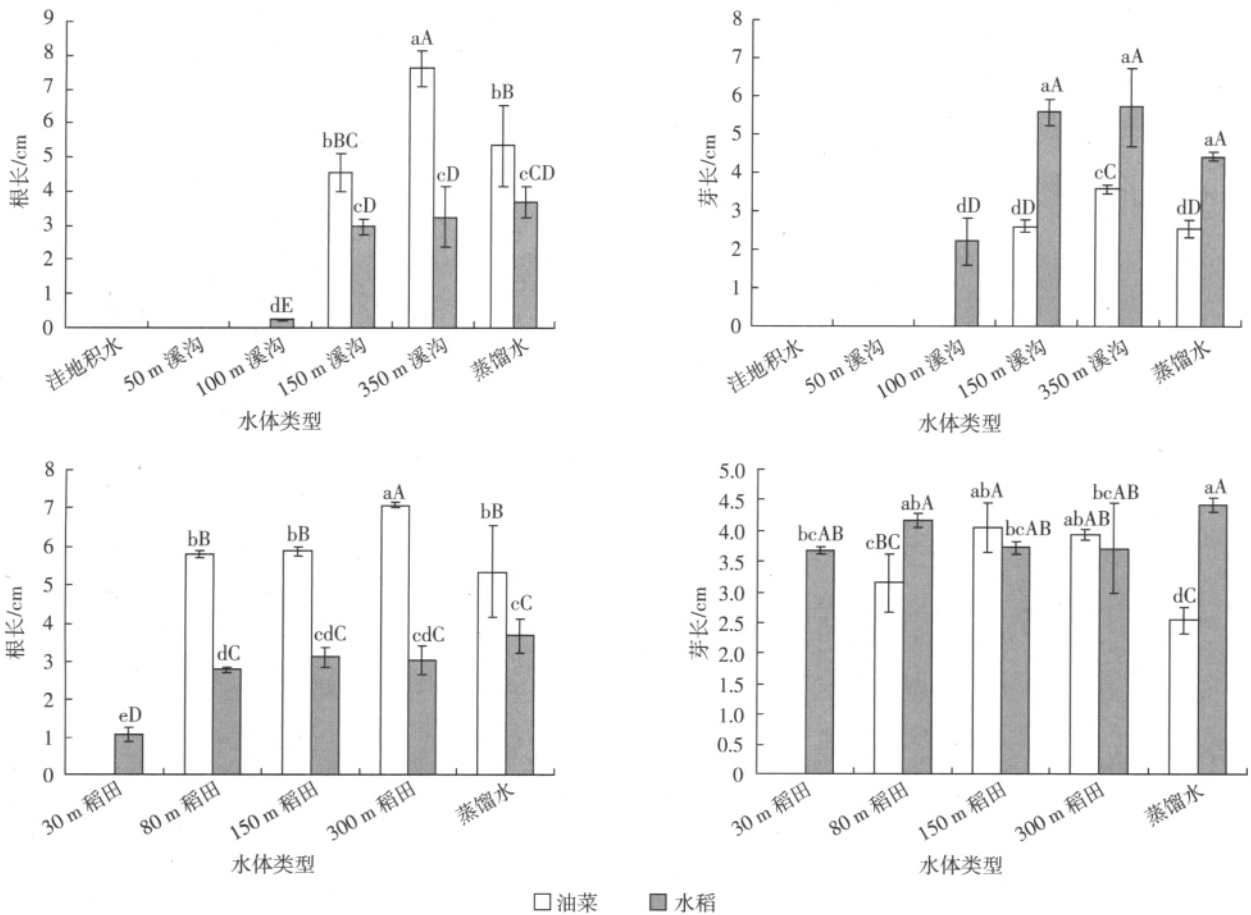 9
8
7
6
5
4
3
2
1
0
根长/cm
dE
bBC
cD
aA
cD
bB
cCD
洼地积水
50 m 溪沟
100 m 溪沟
150 m 溪沟
350 m 溪沟
蒸馏水
水体类型
8
7
6
5
4
3
2
1
0
芽长/cm
dD
dD
aA
cC
aA
dD
aA
洼地积水
50 m 溪沟
100 m 溪沟
150 m 溪沟
350 m 溪沟
蒸馏水
水体类型
8
7
6
5
4
3
2
1
0
根长/cm
eD
bB
dC
bB
cdC
aA
cdC
bB
cC
30 m 稻田
80 m 稻田
150 m 稻田
300 m 稻田
蒸馏水
水体类型
5.0
4.5
4.0
3.5
3.0
2.5
2.0
1.5
1.0
0.5
0
芽长/cm
bcAB
cBC
abA
abA
bcAB
abAB
bcAB
dC
aA
30 m 稻田
80 m 稻田
150 m 稻田
300 m 稻田
蒸馏水
水体类型
油菜
水稻